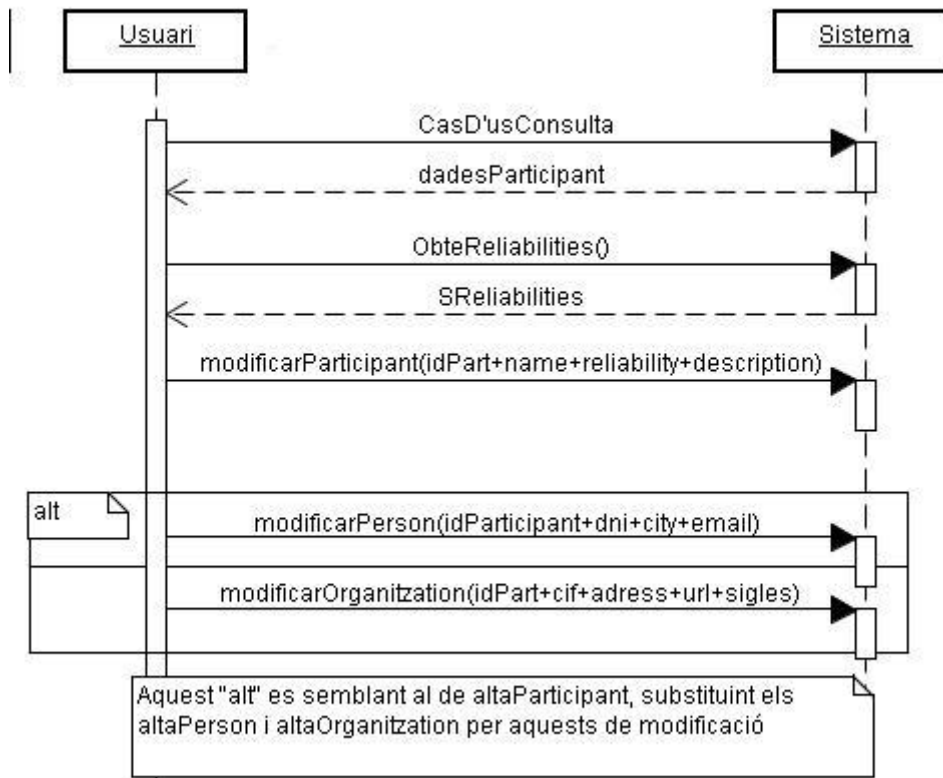 Usuari
Sistema
CasD'usConsulta
dadesParticipant
ObteReliabilities()
SReliabilities
modificarParticipant(idPart+name+reliability+description)
alt
modificarPerson(idParticipant+dni+city+email)
modificarOrganitzation(idPart+cif+adress+url+sigles)
Aquest "alt" es semblant al de altaParticipant, substituint els
altaPerson i altaOrganitzation per aquests de modificació